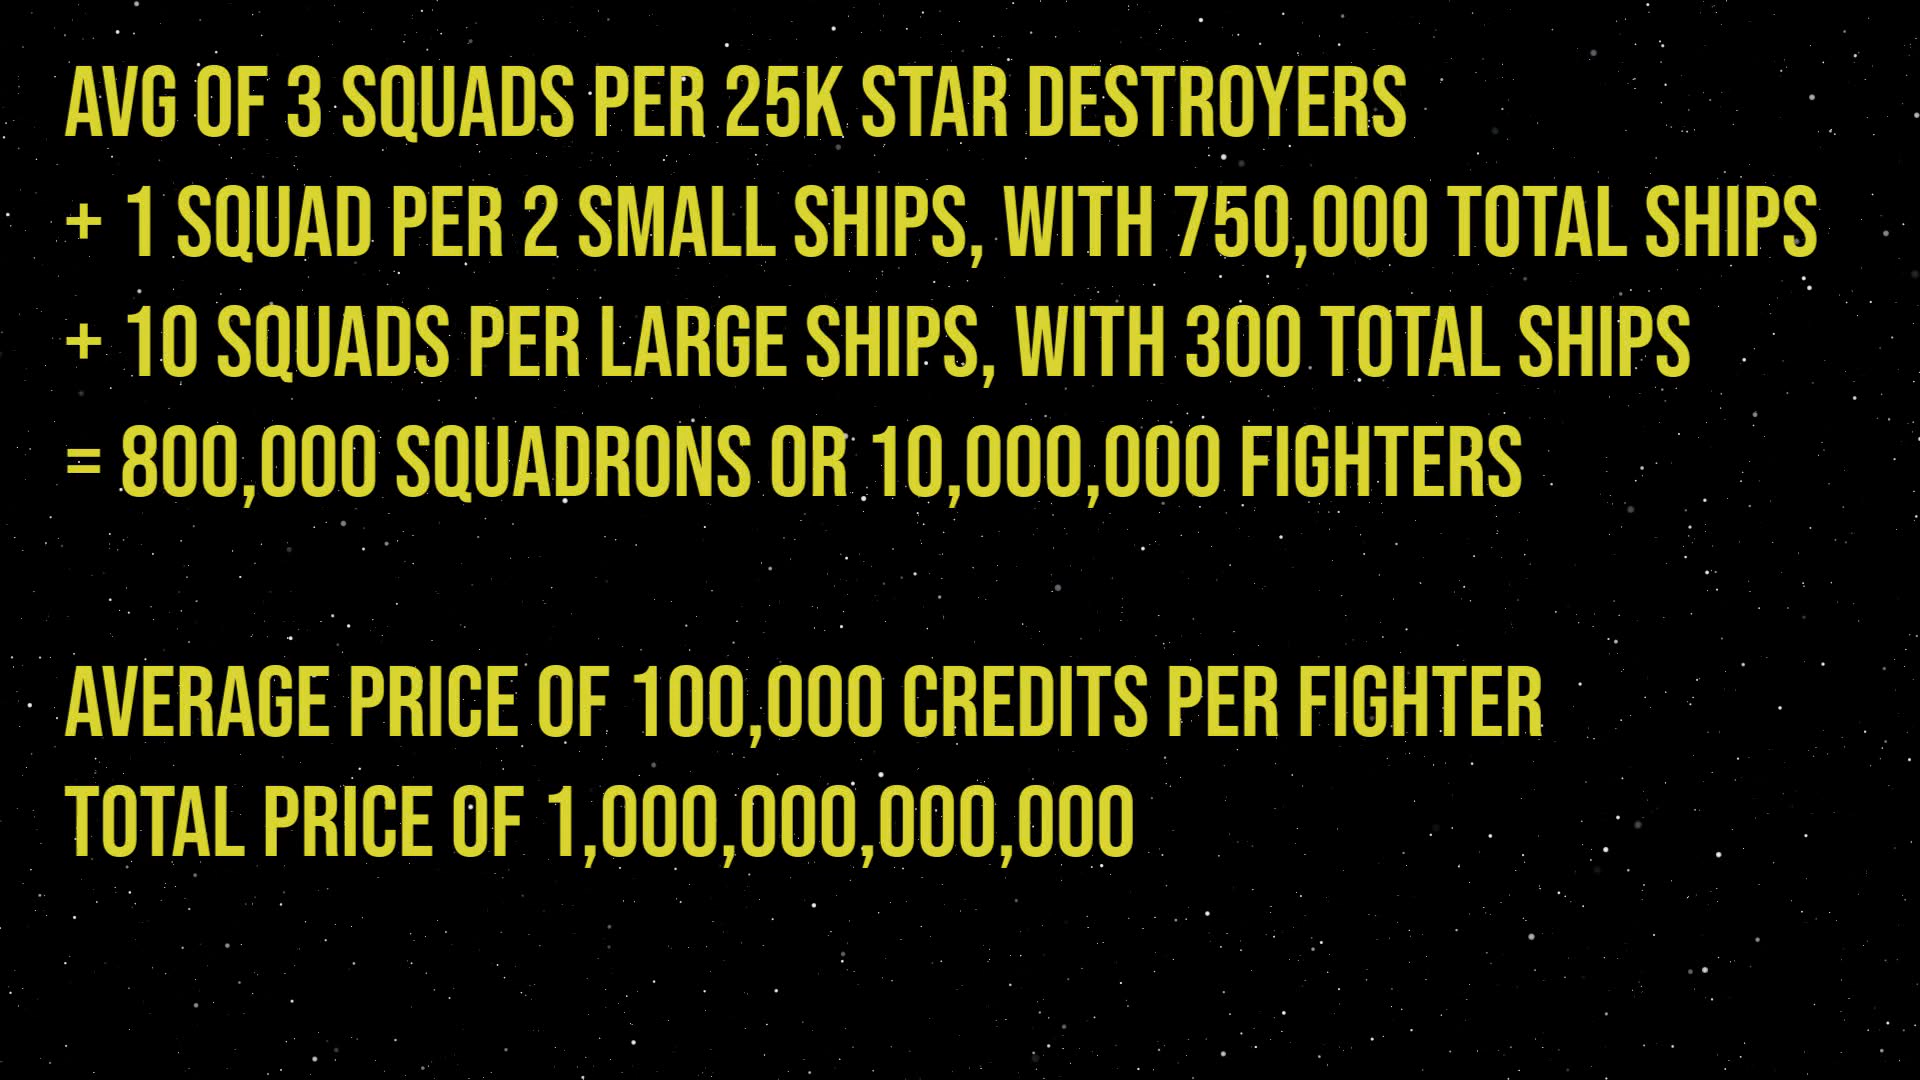 AVG OF 3 SQUADS PER 25K STAR DESTROYERS
+ 1 SQUAD PER 2 SMALL SHIPS, WITH 750,000 TOTAL SHIPS
+ 10 SQUADS PER LARGE SHIPS, WITH 300 TOTAL SHIPS
= 800,000 SQUADRONS OR 10,000,000 FIGHTERS
AVERAGE PRICE OF 100,000 CREDITS PER FIGHTER
TOTAL PRICE OF 1,000,000,000,000